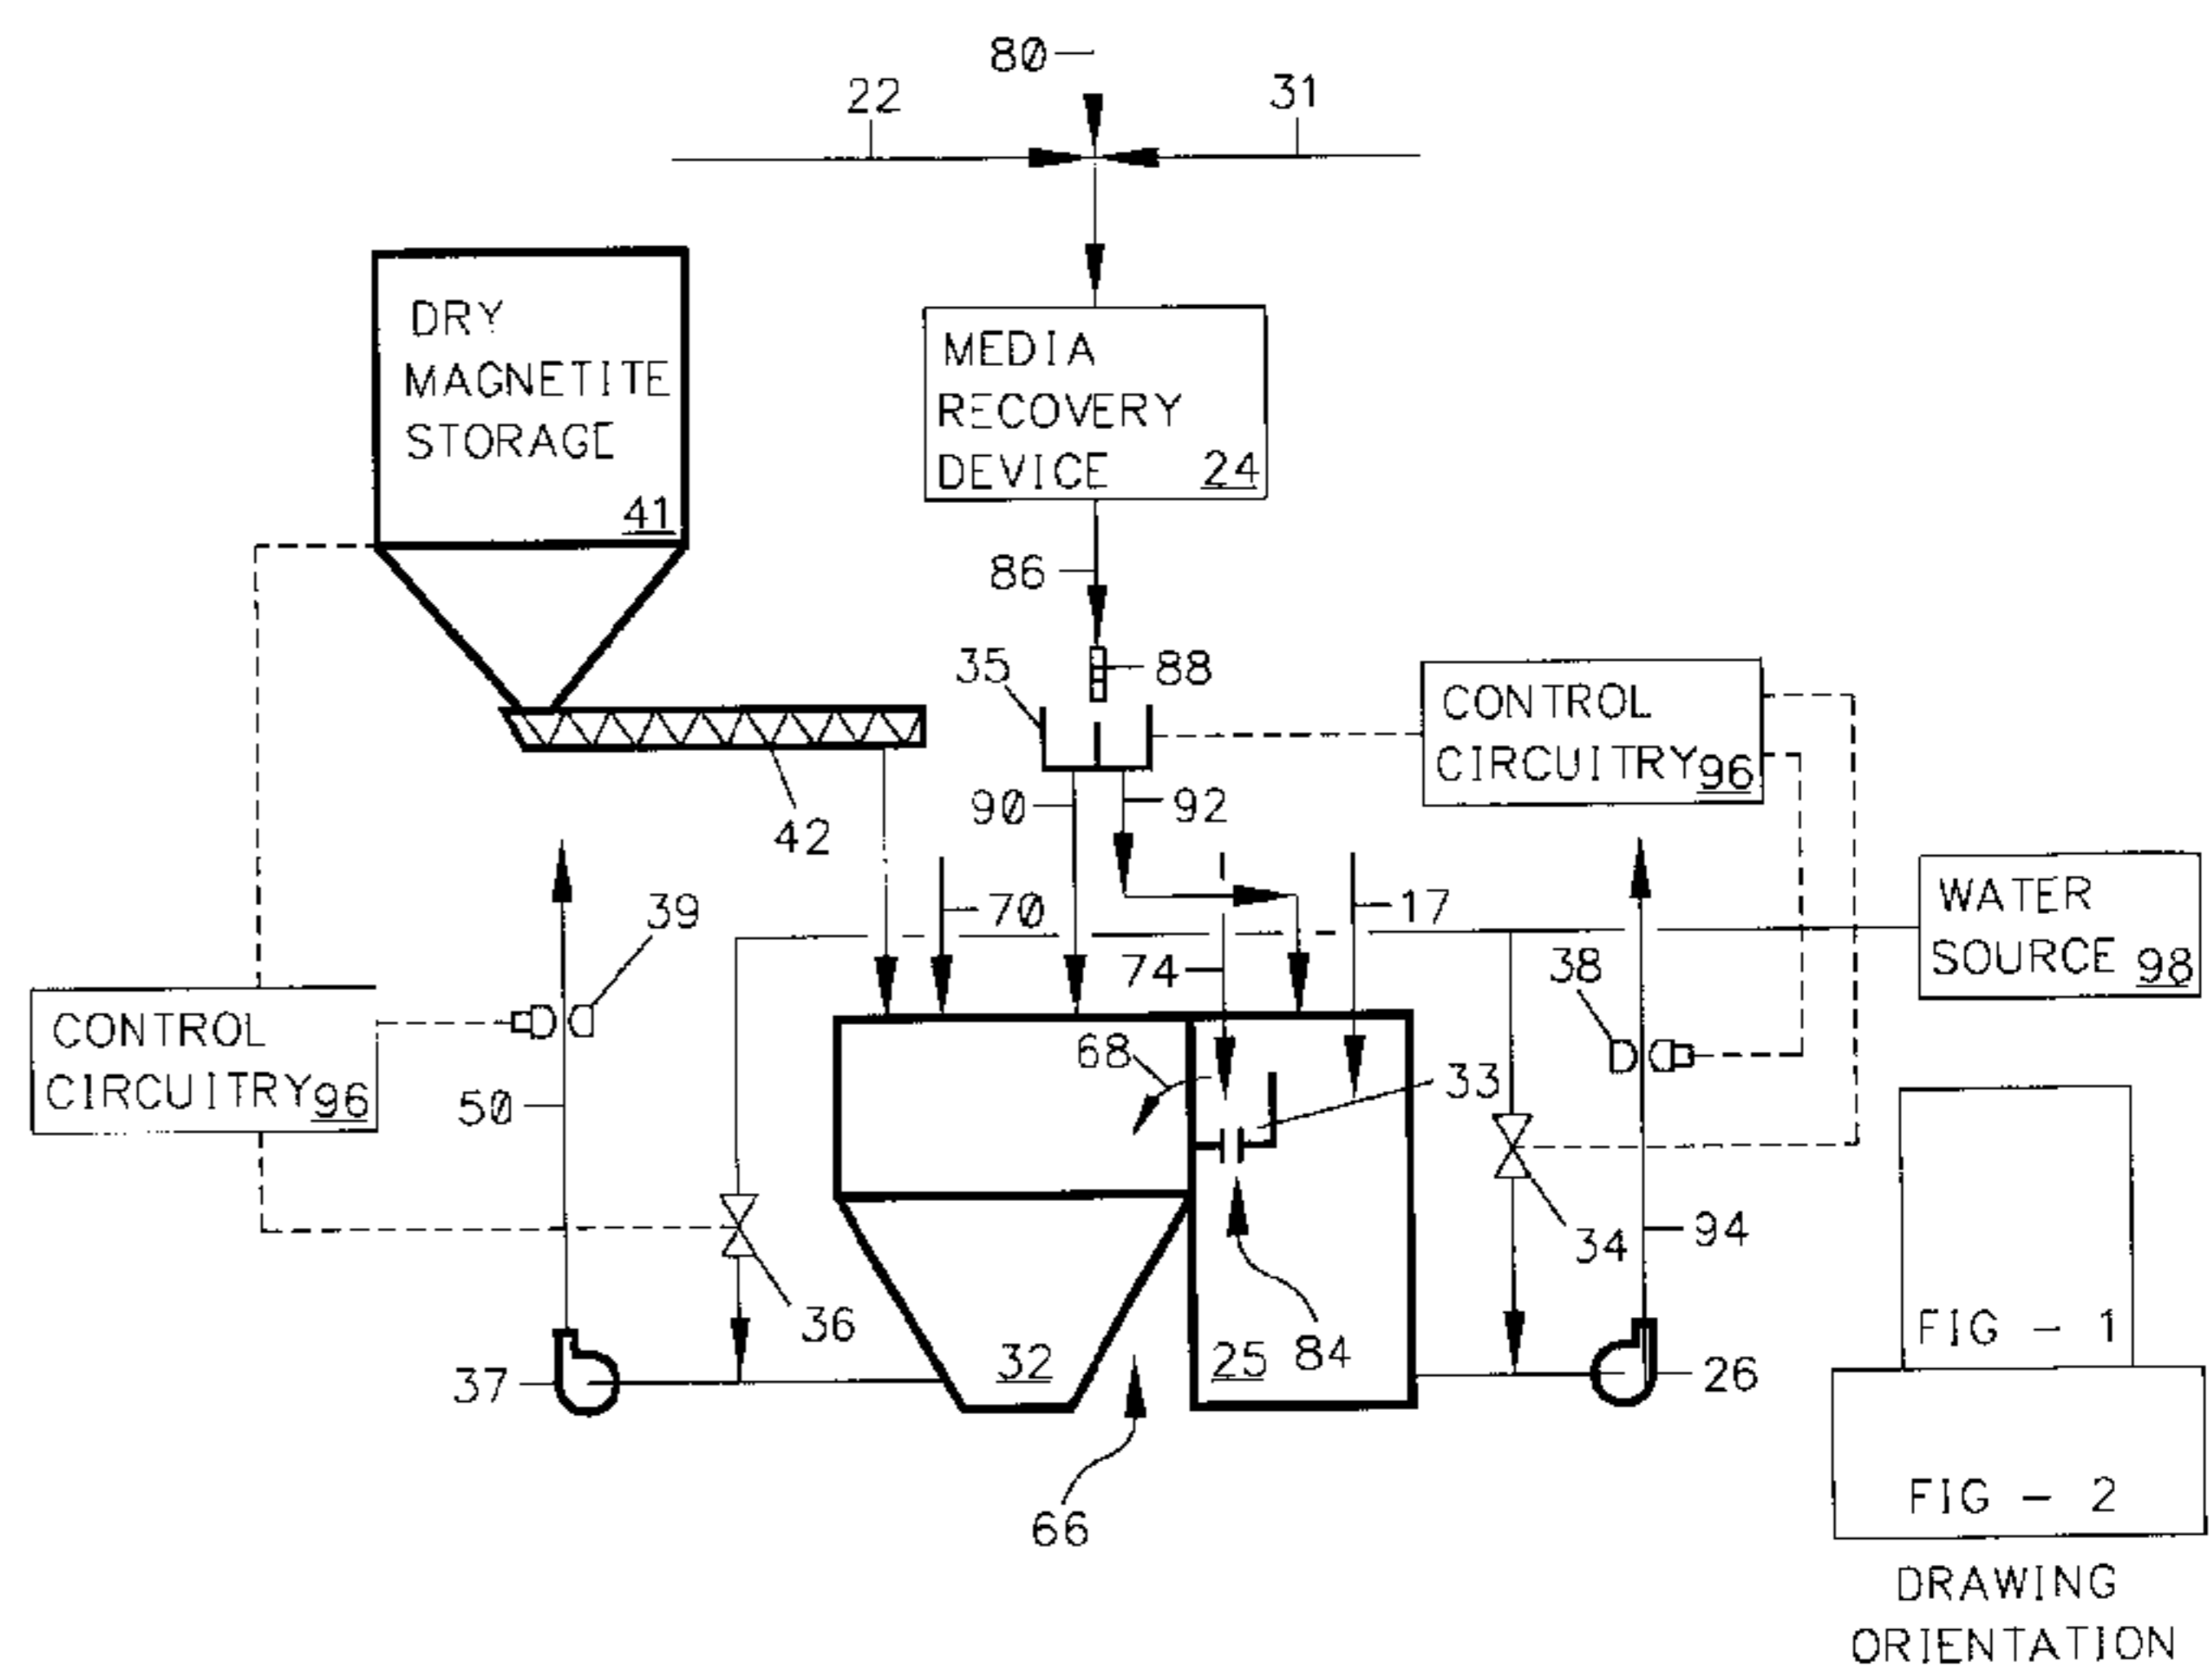 80
22
31
DRY
MAGNETITE
STORAGE
41
MEDIA
RECOVERY
DEVICE 24
86
35
88
CONTROL
CIRCUITRY 96
42
90
92
39
70
17
WATER
SOURCE 98
74
38
CONTROL
CIRCUITRY 96
50
68
33
36
34
94
32
25
84
37
26
66
FIG - 1
FIG - 2
DRAWING
ORIENTATION